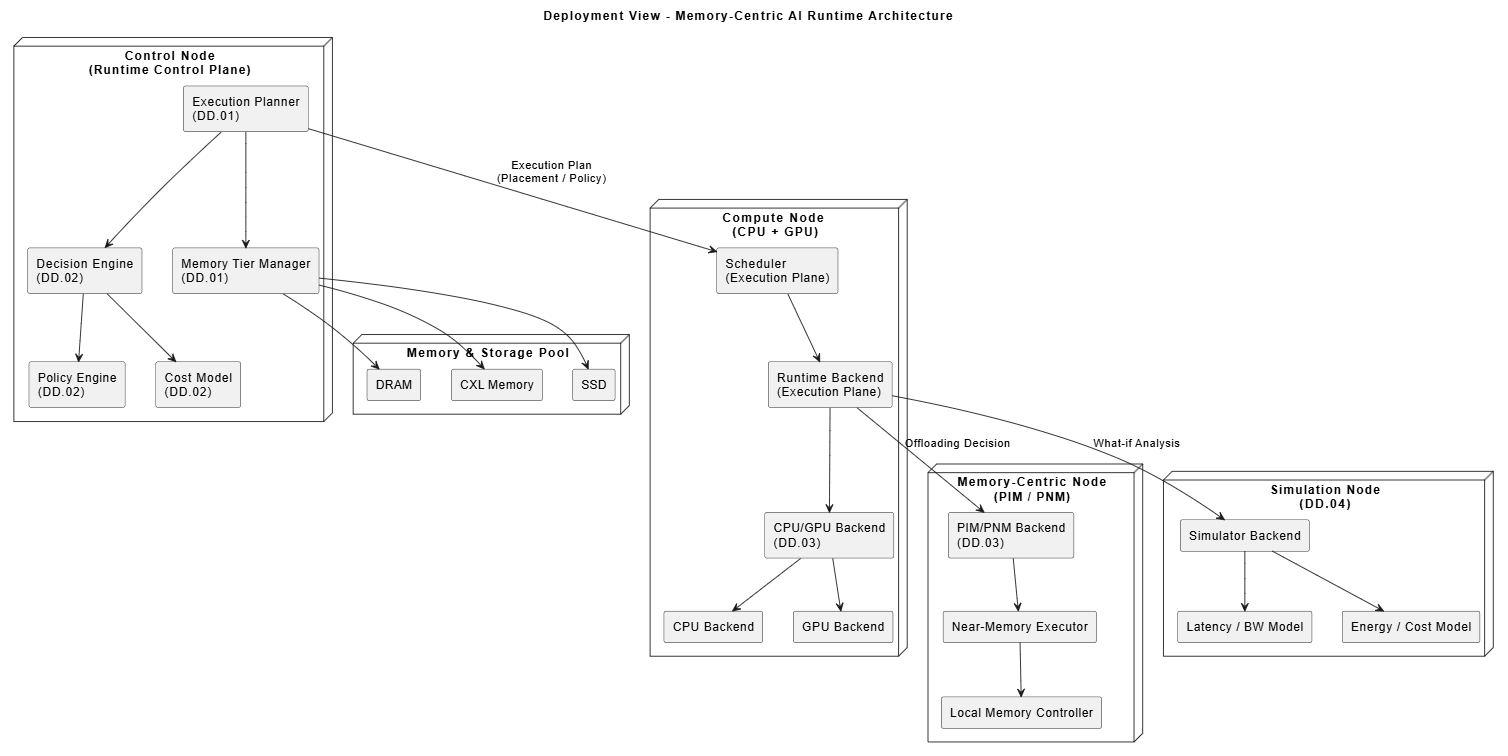 Deployment View - Memory-Centric AI Runtime Architecture
Control Node
(Runtime Control Plane)
Execution Planner
(DD.01)
Execution Plan
(Placement / Policy)
Decision Engine
(DD.02)
Memory Tier Manager
(DD.01)
Policy Engine
(DD.02)
Cost Model
(DD.02)
Memory & Storage Pool
DRAM
CXL Memory
SSD
Compute Node
(CPU + GPU)
Scheduler
(Execution Plane)
Runtime Backend
(Execution Plane)
Offloading Decision
What-if Analysis
CPU/GPU Backend
(DD.03)
CPU Backend
GPU Backend
Memory-Centric Node
(PIM / PNM)
PIM/PNM Backend
(DD.03)
Near-Memory Executor
Local Memory Controller
Simulation Node
(DD.04)
Simulator Backend
Latency / BW Model
Energy / Cost Model